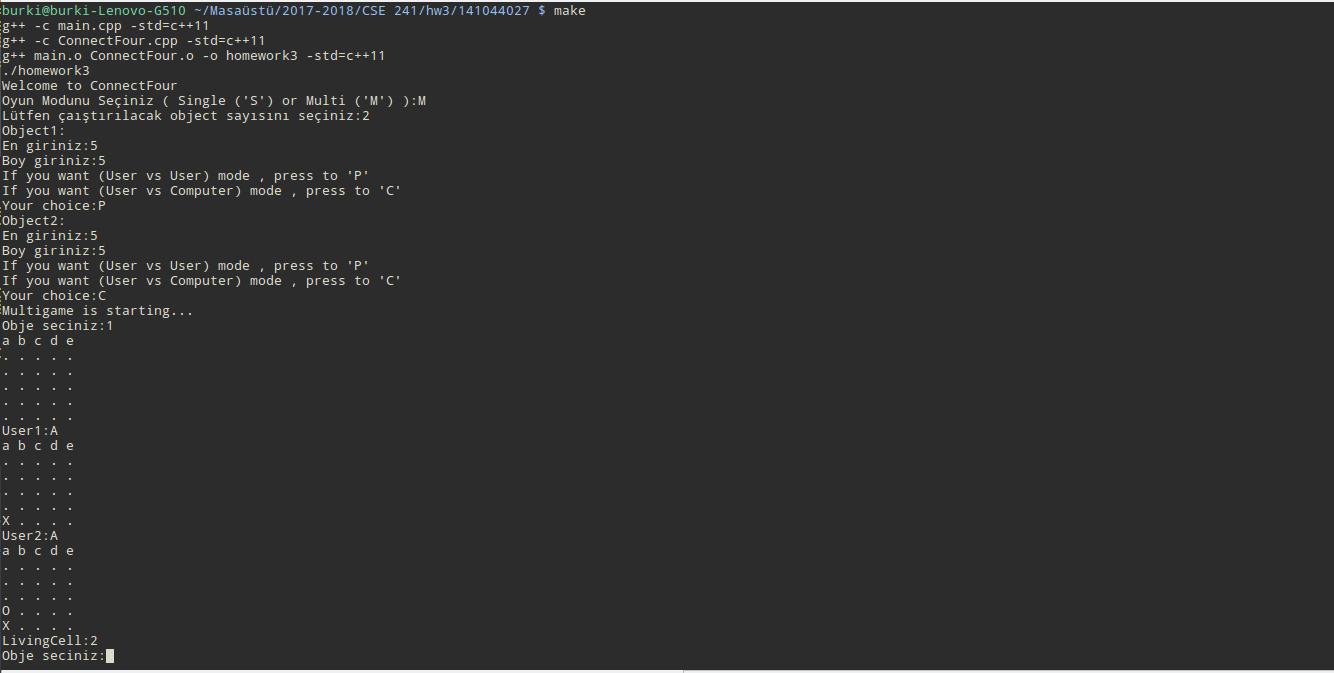 burki@burki-Lenovo-G510 ~/Masaüstü/2017-2018/CSE 241/hw3/141044027 $ make
g++ -c main.cpp -std=c++11
g++ -c ConnectFour.cpp -std=c++11
g++ main.o ConnectFour.o -o homework3 -std=c++11
./homework3
Welcome to ConnectFour
Oyun Modunu Seçiniz ( Single ('S') or Multi ('M') ):M
Lütfen çaıştırılacak object sayısını seçiniz:2
Object1:
En giriniz:5
Boy giriniz:5
If you want (User vs User) mode , press to 'P'
If you want (User vs Computer) mode , press to 'C'
Your choice:P
Object2:
En giriniz:5
Boy giriniz:5
If you want (User vs User) mode , press to 'P'
If you want (User vs Computer) mode , press to 'C'
Your choice:C
Multigame is starting...
Obje seciniz:1
a b c d e
. . . . .
. . . . .
. . . . .
. . . . .
. . . . .
User1:A
a b c d e
. . . . .
. . . . .
. . . . .
. . . . .
X . . . .
User2:A
a b c d e
. . . . .
. . . . .
. . . . .
O . . . .
X . . . .
LivingCell:2
Obje seciniz: